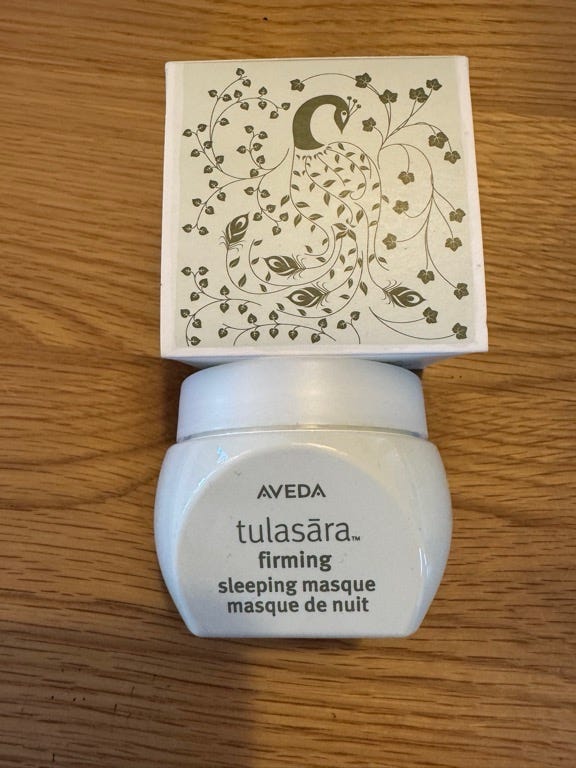 AVEDA
tulasāra™
firming
sleeping masque
masque de nuit